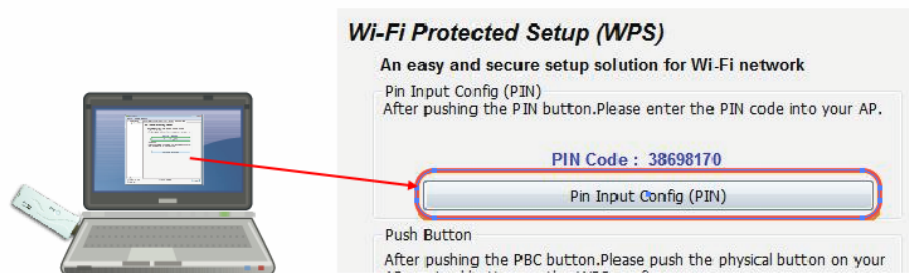 Wi-Fi Protected Setup (WPS)
An easy and secure setup solution for Wi-Fi network
Pin Input Config (PIN)
After pushing the PIN button.Please enter the PIN code into your AP.
PIN Code : 38698170
Pin Input Config (PIN)
Push Button
After pushing the PBC button.Please push the physical button on your